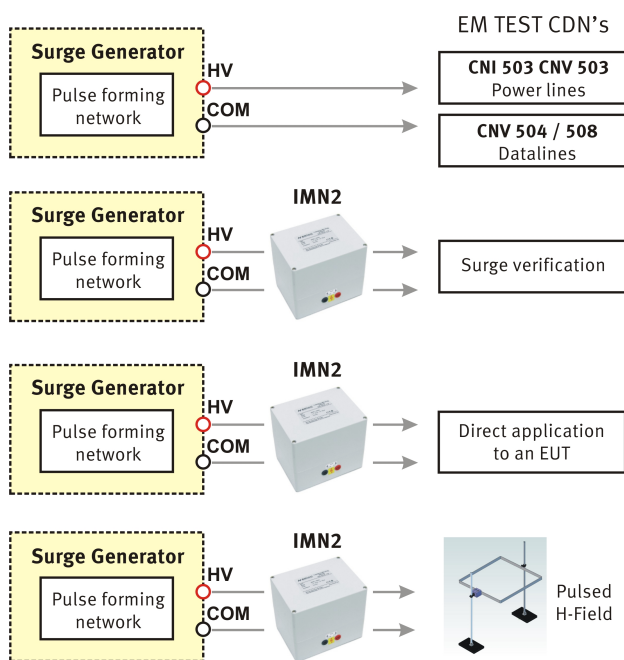 EM TEST CDN's
Surge Generator
Pulse forming
network
HV
COM
CNI 503 CNV 503
Power lines
CNV 504 / 508
Datalines
IMN2
Surge Generator
Pulse forming
network
HV
COM
Surge verification
IMN2
Surge Generator
Pulse forming
network
HV
COM
Direct application
to an EUT
IMN2
Surge Generator
Pulse forming
network
HV
COM
Pulsed
H-Field